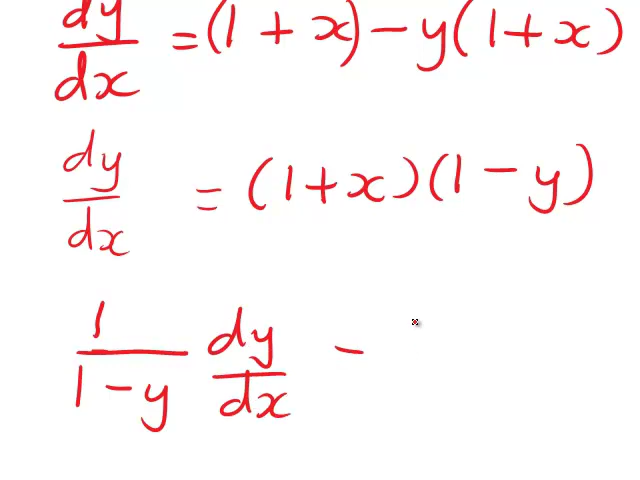 dy/dx = (1 + x) - y(1 + x)
dy/dx = (1 + x)(1 - y)
1/(1 - y) dy/dx -